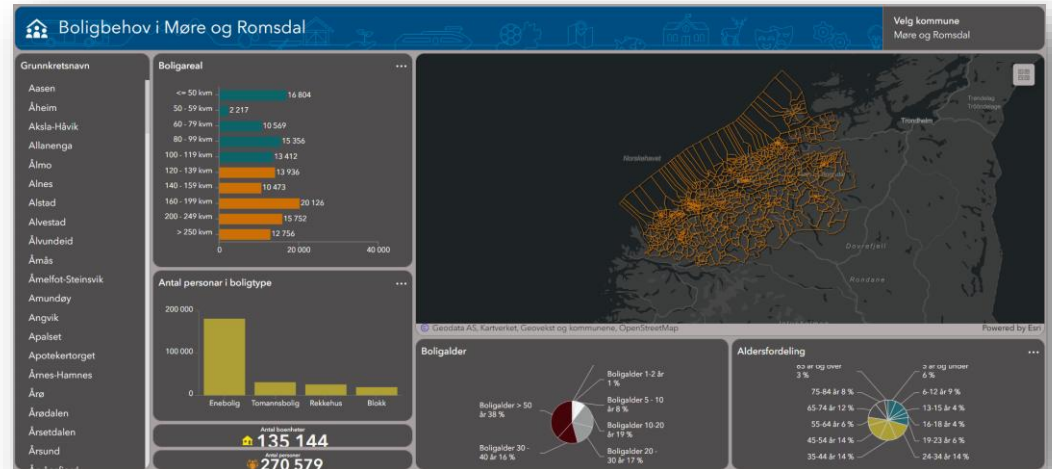 Boligbehov i Møre og Romsdal
Velg kommune
Møre og Romsdal
Grunnkretsnavn
Aasen
Åheim
Aksla-Håvik
Allanenga
Ålmo
Alnes
Alstad
Alvestad
Ålvundeid
Åmås
Åmelfot-Steinsvik
Amundøy
Angvik
Apalset
Apotekertorget
Årnes-Hamnes
Årø
Årødalen
Årsetdalen
Årsund
Boligareal
<= 50 kvm 16 804
50 - 59 kvm 2 217
60 - 79 kvm 10 569
80 - 99 kvm 15 356
100 - 119 kvm 13 412
120 - 139 kvm 13 936
140 - 159 kvm 10 473
160 - 199 kvm 20 126
200 - 249 kvm 15 752
> 250 kvm 12 756
0 20 000 40 000
Antal personar i boligtype
200 000
100 000
0
Enebolig Tomannsbolig Rekkehus Blokk
Antal boenheter
135 144
Antal personer
270 579
Norskehavet
Trondheim
Dovrefjell
Rondane
Geodata AS, Kartverket, Geovekst og kommunene, OpenStreetMap
Powered by Esri
Boligalder
Boligalder 1-2 år
1 %
Boligalder 5 - 10
år 8 %
Boligalder 10-20
år 19 %
Boligalder 20 -
30 år 17 %
Boligalder 30 -
40 år 16 %
Boligalder > 50
år 38 %
Aldersfordeling
85 år og over
3 %
75-84 år 8 %
65-74 år 12 %
55-64 år 6 %
45-54 år 14 %
35-44 år 14 %
5 år og under
6 %
6-12 år 9 %
13-15 år 4 %
16-18 år 4 %
19-23 år 6 %
24-34 år 14 %